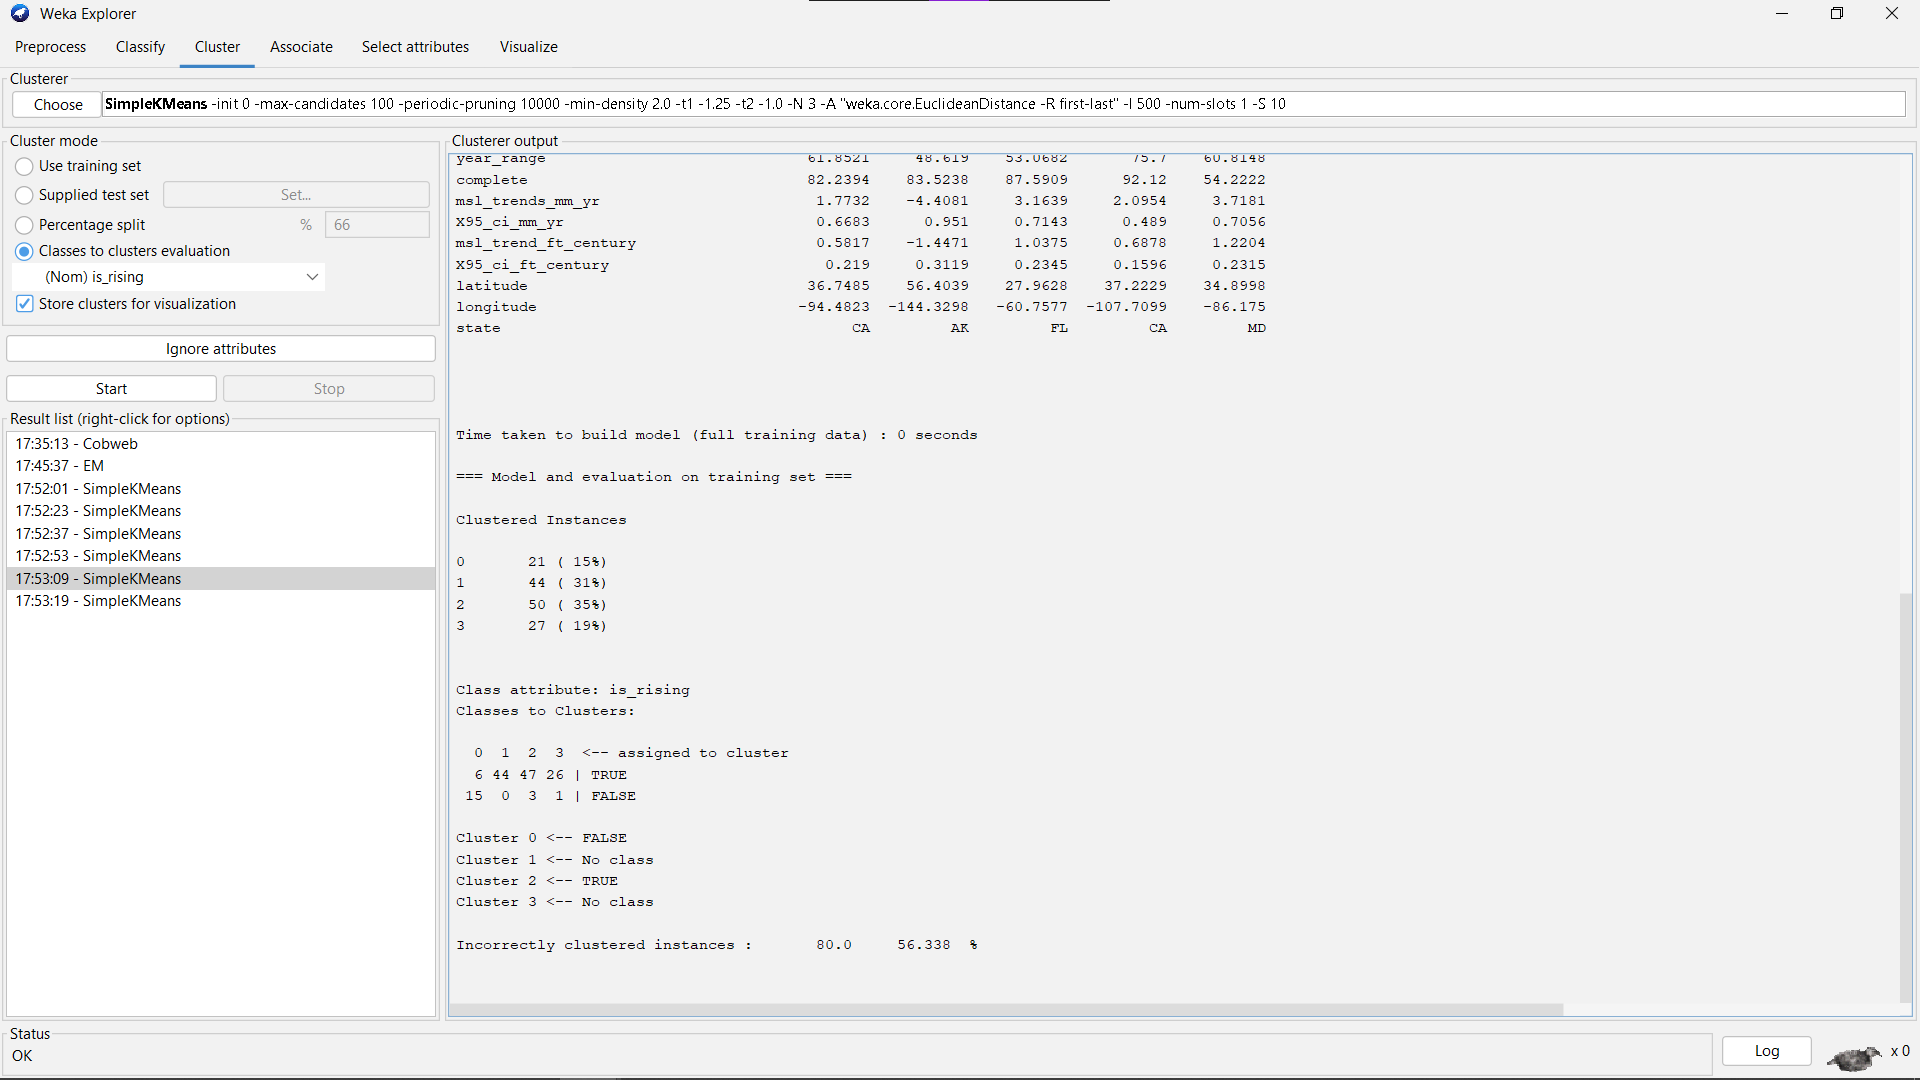 Weka Explorer
Preprocess Classify Cluster Associate Select attributes Visualize
Clusterer
Choose SimpleKMeans -init 0 -max-candidates 100 -periodic-pruning 10000 -min-density 2.0 -t1 -1.25 -t2 -1.0 -N 3 -A "weka.core.EuclideanDistance -R first-last" -I 500 -num-slots 1 -S 10
Cluster mode
Use training set
Supplied test set Set...
Percentage split % 66
Classes to clusters evaluation
(Nom) is_rising
Store clusters for visualization
Ignore attributes
Start Stop
Result list (right-click for options)
17:35:13 - Cobweb
17:45:37 - EM
17:52:01 - SimpleKMeans
17:52:23 - SimpleKMeans
17:52:37 - SimpleKMeans
17:52:53 - SimpleKMeans
17:53:09 - SimpleKMeans
17:53:19 - SimpleKMeans
Clusterer output
year_range 61.8521 48.619 53.0682 75.7 60.8148
complete 82.2394 83.5238 87.5909 92.12 54.2222
msl_trends_mm_yr 1.7732 -4.4081 3.1639 2.0954 3.7181
X95_ci_mm_yr 0.6683 0.951 0.7143 0.489 0.7056
msl_trend_ft_century 0.5817 -1.4471 1.0375 0.6878 1.2204
X95_ci_ft_century 0.219 0.3119 0.2345 0.1596 0.2315
latitude 36.7485 56.4039 27.9628 37.2229 34.8998
longitude -94.4823 -144.3298 -60.7577 -107.7099 -86.175
state CA AK FL CA MD
Time taken to build model (full training data) : 0 seconds
=== Model and evaluation on training set ===
Clustered Instances
0 21 ( 15%)
1 44 ( 31%)
2 50 ( 35%)
3 27 ( 19%)
Class attribute: is_rising
Classes to Clusters:
0 1 2 3 <-- assigned to cluster
6 44 47 26 | TRUE
15 0 3 1 | FALSE
Cluster 0 <-- FALSE
Cluster 1 <-- No class
Cluster 2 <-- TRUE
Cluster 3 <-- No class
Incorrectly clustered instances : 80.0 56.338 %
Status
OK
Log x 0